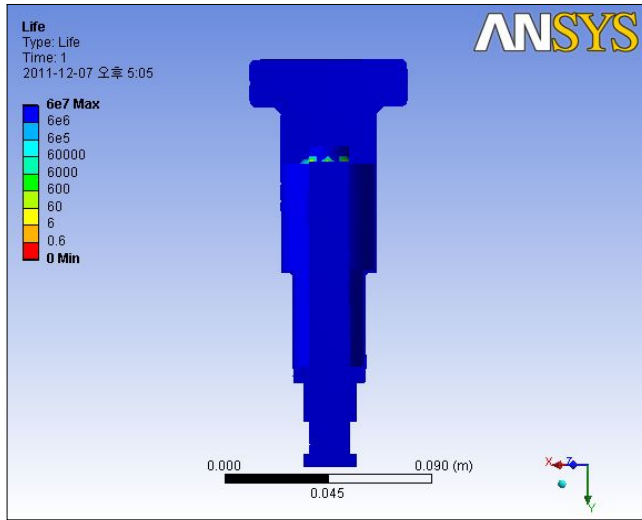 Life
Type: Life
Time: 1
2011-12-07 오후 5:05
ANSYS
6e7 Max
6e6
6e5
60000
6000
600
60
6
0.6
0 Min
0.000
0.090 (m)
0.045
X
Z
Y